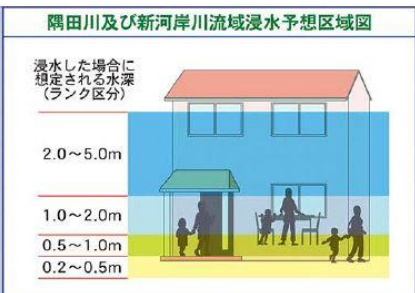 隅田川及び新河岸川流域浸水予想区域図
浸水した場合に
想定される水深
（ランク区分）
2.0～5.0m
1.0～2.0m
0.5～1.0m
0.2～0.5m